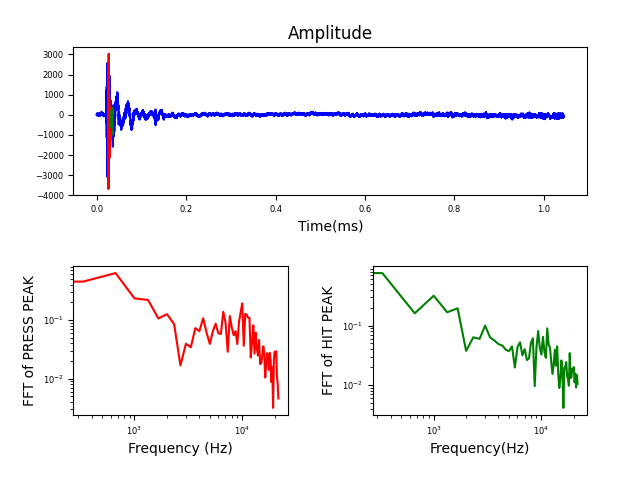 Amplitude
3000
2000
1000
0
−1000
−2000
−3000
−4000
0.0 0.2 0.4 0.6 0.8 1.0
Time(ms)
FFT of PRESS PEAK
10⁻¹
10⁻²
10³ 10⁴
Frequency (Hz)
FFT of HIT PEAK
10⁻¹
10⁻²
10³ 10⁴
Frequency(Hz)